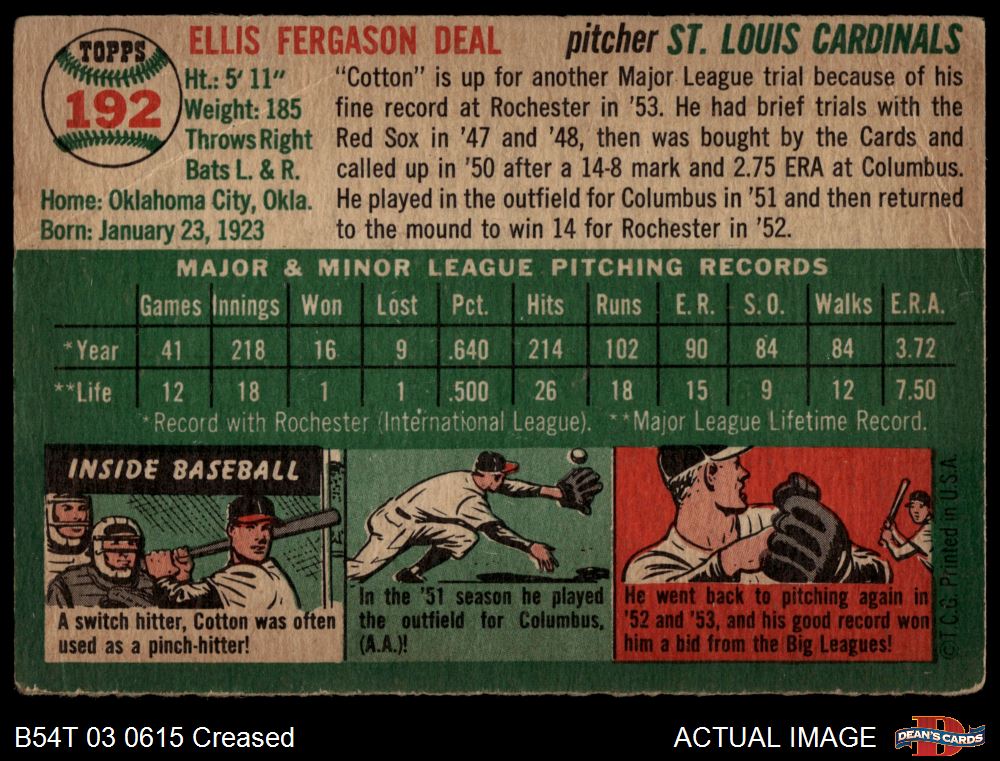 TOPPS
192
ELLIS FERGASON DEAL pitcher ST. LOUIS CARDINALS
Ht.: 5' 11"
Weight: 185
Throws Right
Bats L. & R.
Home: Oklahoma City, Okla.
Born: January 23, 1923
"Cotton" is up for another Major League trial because of his
fine record at Rochester in '53. He had brief trials with the
Red Sox in '47 and '48, then was bought by the Cards and
called up in '50 after a 14-8 mark and 2.75 ERA at Columbus.
He played in the outfield for Columbus in '51 and then returned
to the mound to win 14 for Rochester in '52.
MAJOR & MINOR LEAGUE PITCHING RECORDS
Games Innings Won Lost Pct. Hits Runs E. R. S. O. Walks E.R.A.
*Year 41 218 16 9 .640 214 102 90 84 84 3.72
**Life 12 18 1 1 .500 26 18 15 9 12 7.50
*Record with Rochester (International League). **Major League Lifetime Record.
INSIDE BASEBALL
A switch hitter, Cotton was often
used as a pinch-hitter!
In the '51 season he played
the outfield for Columbus,
(A.A.)!
He went back to pitching again in
'52 and '53, and his good record won
him a bid from the Big Leagues!
©T.C.G. Printed in U.S.A.
B54T 03 0615 Creased
ACTUAL IMAGE
DEAN'S CARDS